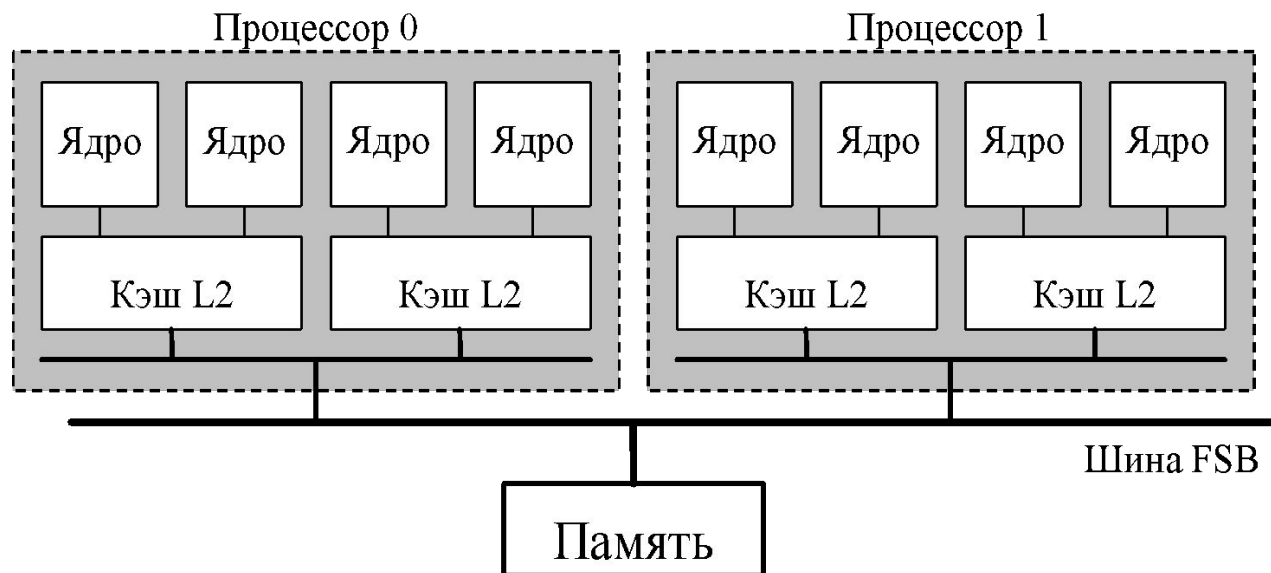 Процессор 0
Процессор 1
Ядро
Ядро
Ядро
Ядро
Ядро
Ядро
Ядро
Ядро
Кэш L2
Кэш L2
Кэш L2
Кэш L2
Шина FSB
Память